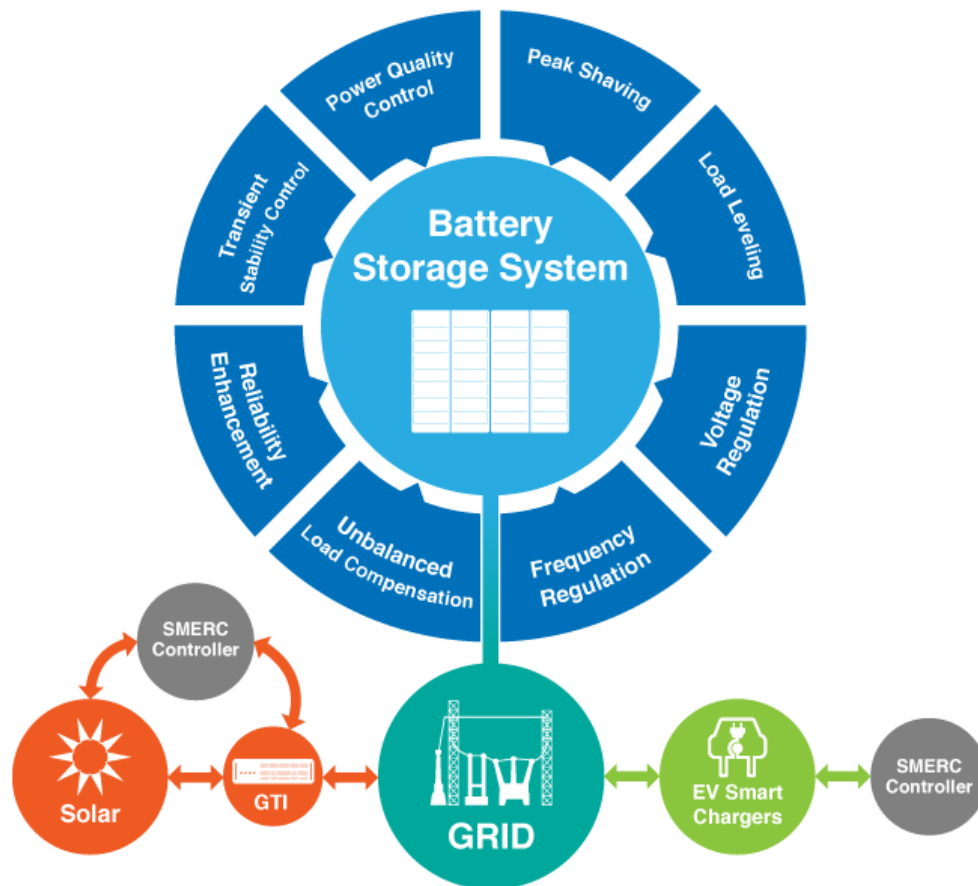 Power Quality
Control
Peak Shaving
Load Leveling
Voltage
Regulation
Frequency
Regulation
Unbalanced
Load Compensation
Reliability
Enhancement
Transient
Stability Control
Battery
Storage System
SMERC
Controller
Solar
GTI
GRID
EV Smart
Chargers
SMERC
Controller